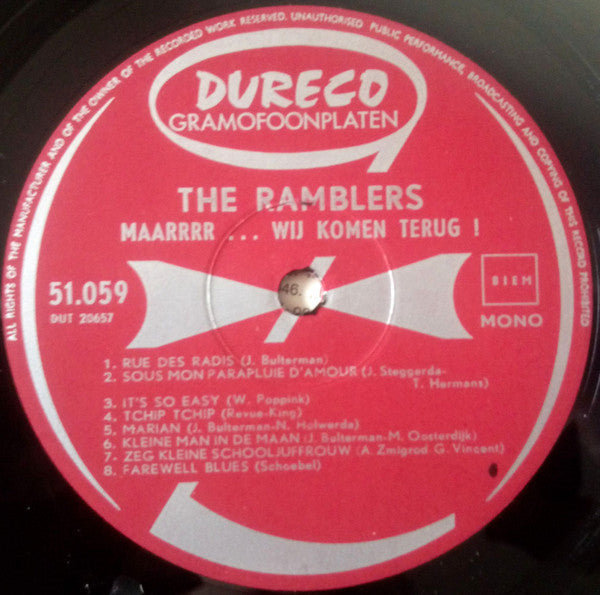 ALL RIGHTS OF THE MANUFACTURER AND OF THE OWNER OF THE RECORDED WORK RESERVED. UNAUTHORISED PUBLIC PERFORMANCE, BROADCASTING AND COPYING OF THIS RECORD PROHIBITED
DURECO
GRAMOFOONPLATEN
THE RAMBLERS
MAARRRR ... WIJ KOMEN TERUG !
51.059
DUT 20657
BIEM
MONO
46.
1. RUE DES RADIS (J. Bulterman)
2. SOUS MON PARAPLUIE D'AMOUR (J. Steggerda-
T. Hermans)
3. IT'S SO EASY (W. Poppink)
4. TCHIP TCHIP (Revue-King)
5. MARIAN (J. Bulterman-N. Holwerda)
6. KLEINE MAN IN DE MAAN (J. Bulterman-M. Oosterdijk)
7. ZEG KLEINE SCHOOLJUFFROUW (A. Zmigrod G. Vincent)
8. FAREWELL BLUES (Schoebel)